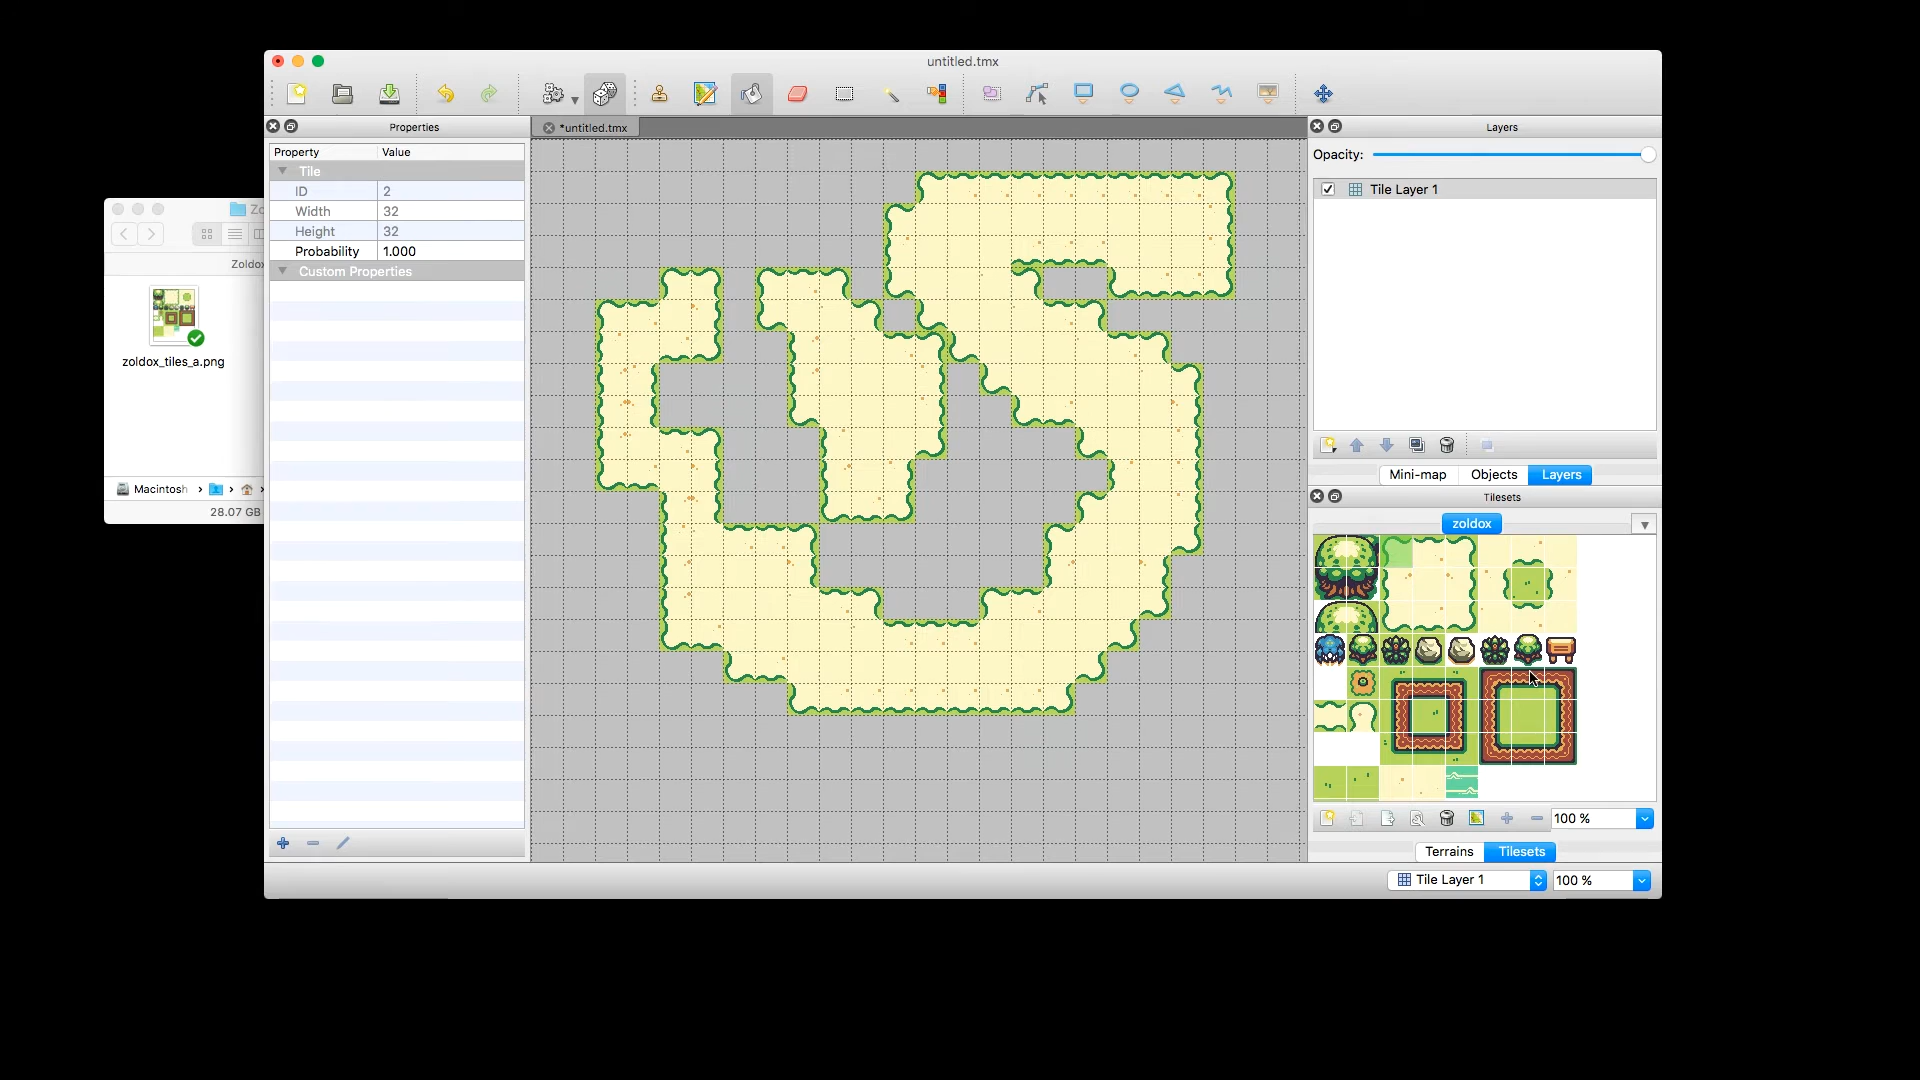 untitled.tmx
Properties
*untitled.tmx
Layers
Property Value
Opacity:
Tile
Tile Layer 1
ID 2
Width 32
Height 32
Probability 1.000
Custom Properties
Zoldox
zoldox_tiles_a.png
Macintosh
28.07 GB
Mini-map Objects Layers
Tilesets
zoldox
100 %
Terrains Tilesets
Tile Layer 1 100 %